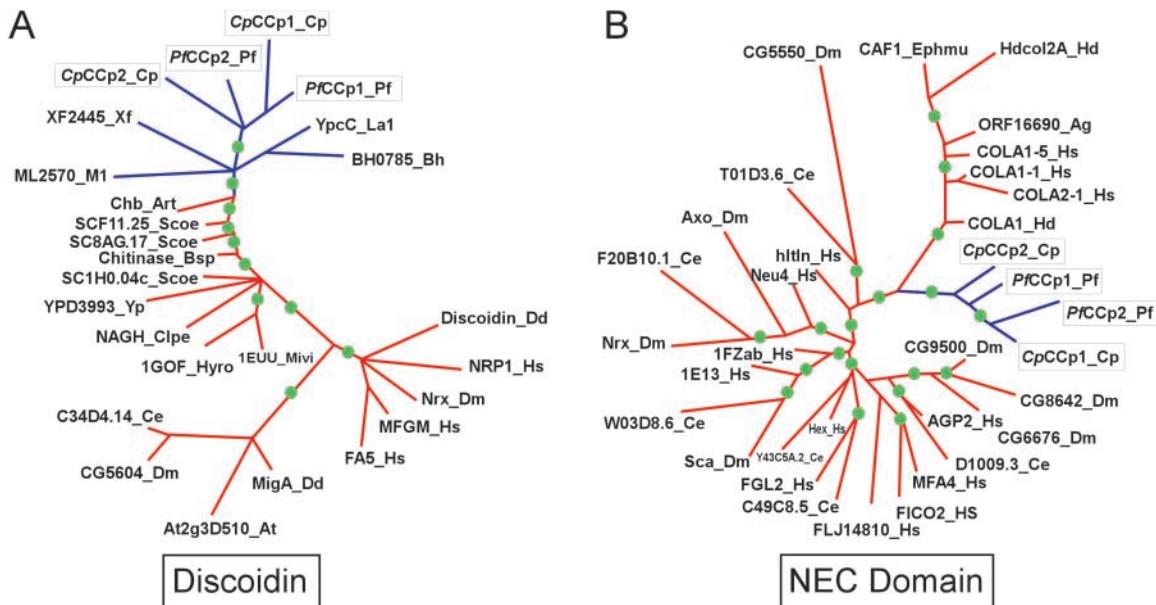 A
CpCCp1_Cp
PfCCp2_Pf
CpCCp2_Cp
PfCCp1_Pf
XF2445_Xf
YpcC_La1
BH0785_Bh
ML2570_M1
Chb_Art
SCF11.25_Scoe
SC8AG.17_Scoe
Chitinase_Bsp
SC1H0.04c_Scoe
YPD3993_Yp
NAGH_Clpe
1GOF_Hyro
1EUU_Mivi
Discoidin_Dd
NRP1_Hs
Nrx_Dm
MFGM_Hs
FA5_Hs
C34D4.14_Ce
CG5604_Dm
MigA_Dd
At2g3D510_At
Discoidin
B
CG5550_Dm
CAF1_Ephmu
Hdcol2A_Hd
ORF16690_Ag
COLA1-5_Hs
COLA1-1_Hs
COLA2-1_Hs
COLA1_Hd
T01D3.6_Ce
Axo_Dm
F20B10.1_Ce
hItln_Hs
Neu4_Hs
CpCCp2_Cp
PfCCp1_Pf
PfCCp2_Pf
CpCCp1_Cp
Nrx_Dm
1FZab_Hs
1E13_Hs
W03D8.6_Ce
Sca_Dm
Hex_Hs
Y43C5A.2_Ce
FGL2_Hs
C49C8.5_Ce
FLJ14810_Hs
FICO2_HS
MFA4_Hs
D1009.3_Ce
AGP2_Hs
CG6676_Dm
CG8642_Dm
CG9500_Dm
NEC Domain